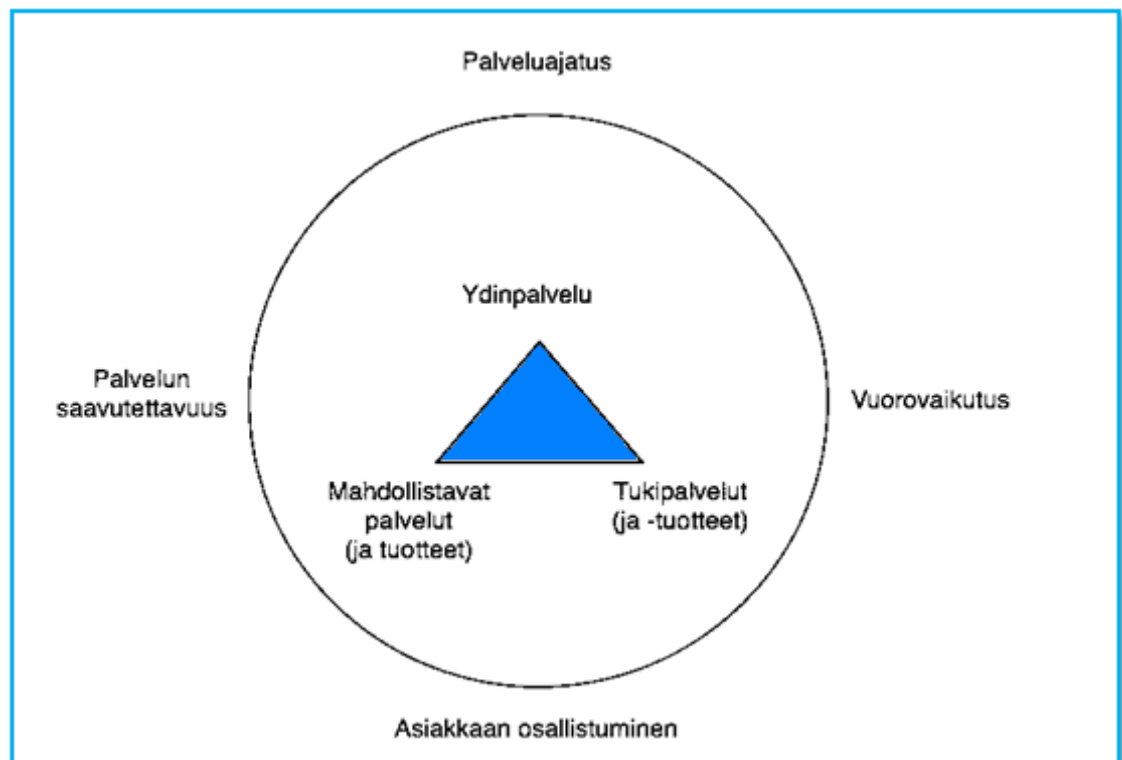 Palveluajatus
Ydinpalvelu
Palvelun
saavutettavuus
Vuorovaikutus
Mahdollistavat
palvelut
(ja tuotteet)
Tukipalvelut
(ja -tuotteet)
Asiakkaan osallistuminen